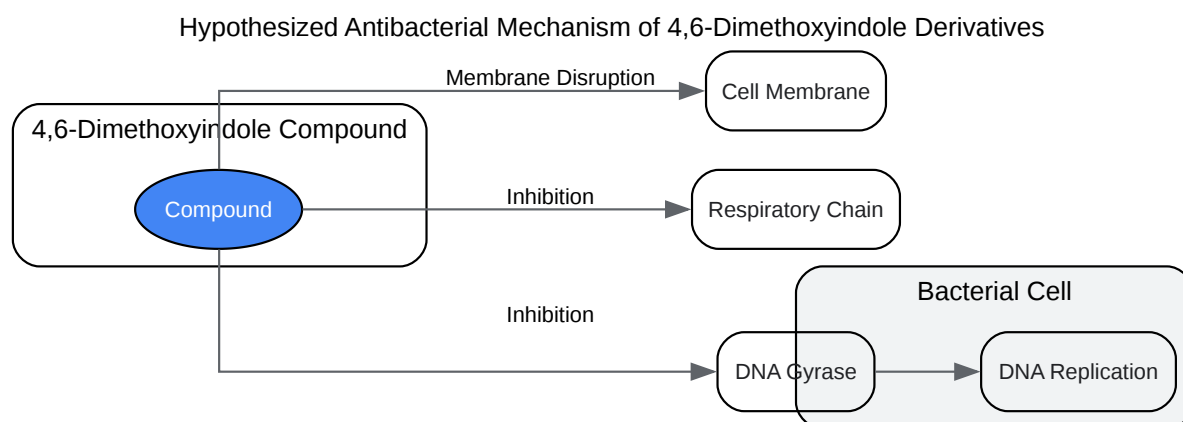 Hypothesized Antibacterial Mechanism of 4,6-Dimethoxyindole Derivatives
Membrane Disruption
Cell Membrane
4,6-Dimethoxyindole Compound
Compound
Inhibition
Respiratory Chain
Bacterial Cell
Inhibition
DNA Gyrase
DNA Replication